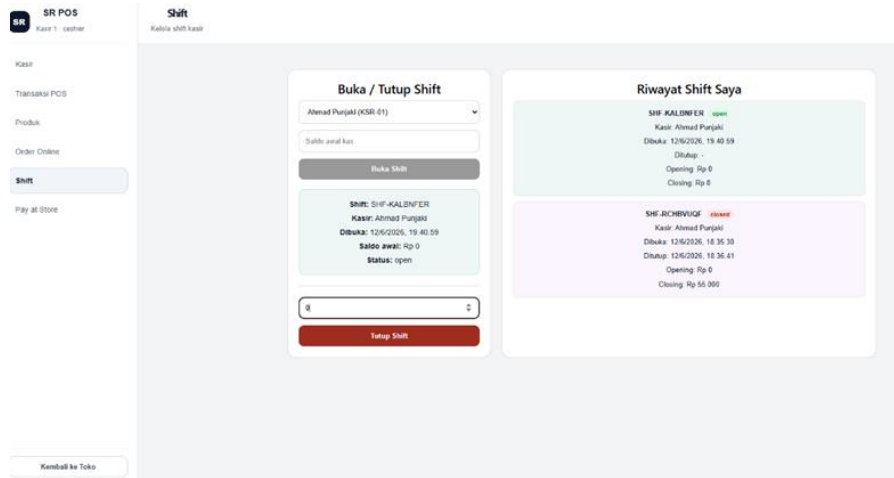 SR
SR POS
Kasir 1 · cashier
Kasir
Transaksi POS
Produk
Order Online
Shift
Pay at Store
Kembali ke Toko
Shift
Kelola shift kasir
Buka / Tutup Shift
Ahmad Punjaki (KSR-01)
Saldo awal kas
Buka Shift
Shift: SHF-KALBNFER
Kasir: Ahmad Punjaki
Dibuka: 12/6/2026, 19.40.59
Saldo awal: Rp 0
Status: open
0
Tutup Shift
Riwayat Shift Saya
SHF-KALBNFER open
Kasir: Ahmad Punjaki
Dibuka: 12/6/2026, 19.40.59
Ditutup: -
Opening: Rp 0
Closing: Rp 0
SHF-RCHBVUQF closed
Kasir: Ahmad Punjaki
Dibuka: 12/6/2026, 18.35.30
Ditutup: 12/6/2026, 18.36.41
Opening: Rp 0
Closing: Rp 55.000